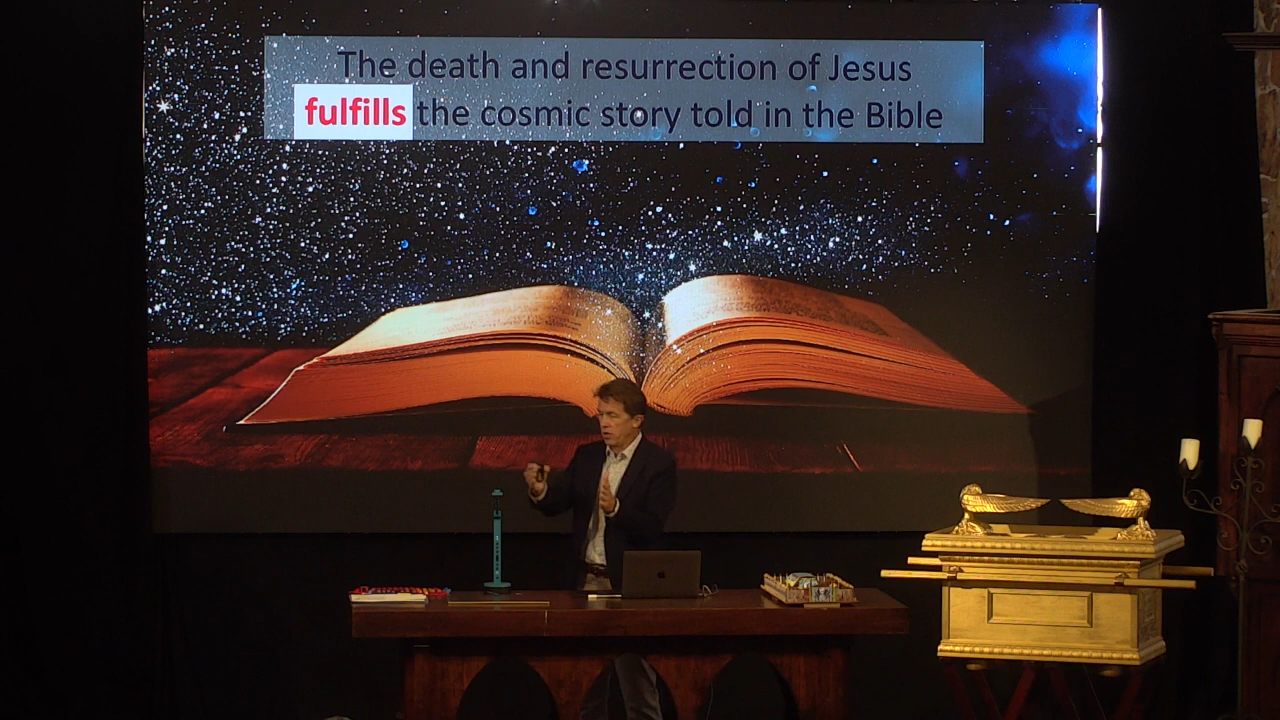 The death and resurrection of Jesus
fulfills the cosmic story told in the Bible